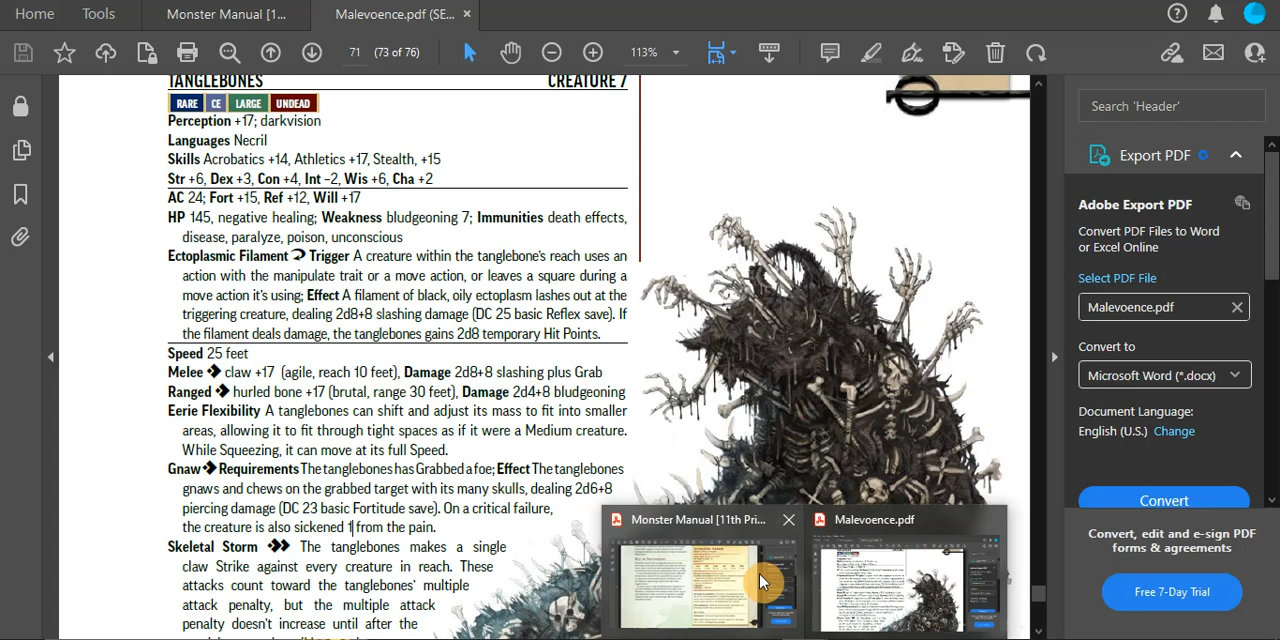 Home Tools Monster Manual [1... Malevoence.pdf (SE... ×
71 (73 of 76) 113%
TANGLEBONES CREATURE 7
RARE CE LARGE UNDEAD
Perception +17; darkvision
Languages Necril
Skills Acrobatics +14, Athletics +17, Stealth, +15
Str +6, Dex +3, Con +4, Int –2, Wis +6, Cha +2
AC 24; Fort +15, Ref +12, Will +17
HP 145, negative healing; Weakness bludgeoning 7; Immunities death effects,
disease, paralyze, poison, unconscious
Ectoplasmic Filament Trigger A creature within the tanglebone's reach uses an
action with the manipulate trait or a move action, or leaves a square during a
move action it's using; Effect A filament of black, oily ectoplasm lashes out at the
triggering creature, dealing 2d8+8 slashing damage (DC 25 basic Reflex save). If
the filament deals damage, the tanglebones gains 2d8 temporary Hit Points.
Speed 25 feet
Melee claw +17 (agile, reach 10 feet), Damage 2d8+8 slashing plus Grab
Ranged hurled bone +17 (brutal, range 30 feet), Damage 2d4+8 bludgeoning
Eerie Flexibility A tanglebones can shift and adjust its mass to fit into smaller
areas, allowing it to fit through tight spaces as if it were a Medium creature.
While Squeezing, it can move at its full Speed.
Gnaw Requirements The tanglebones has Grabbed a foe; Effect The tanglebones
gnaws and chews on the grabbed target with its many skulls, dealing 2d6+8
piercing damage (DC 23 basic Fortitude save). On a critical failure,
the creature is also sickened 1 from the pain.
Skeletal Storm The tanglebones makes a single
claw Strike against every creature in reach. These
attacks count toward the tanglebones' multiple
attack penalty, but the multiple attack
penalty doesn't increase until after the
Monster Manual [11th Pri...
Malevoence.pdf
Search 'Header'
Export PDF
Adobe Export PDF
Convert PDF Files to Word
or Excel Online
Select PDF File
Malevoence.pdf
Convert to
Microsoft Word (*.docx)
Document Language:
English (U.S.) Change
Convert
Convert, edit and e-sign PDF
forms & agreements
Free 7-Day Trial